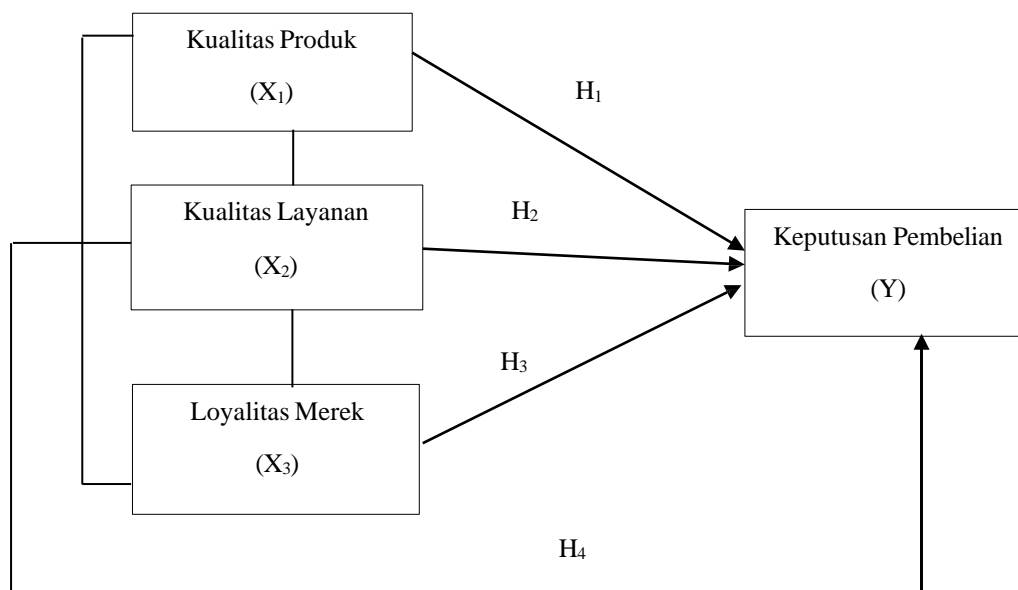 Kualitas Produk
(X₁)
H₁
Kualitas Layanan
(X₂)
H₂
Keputusan Pembelian
(Y)
H₃
Loyalitas Merek
(X₃)
H₄